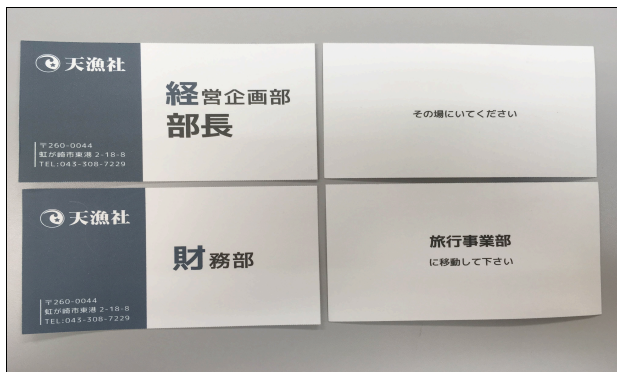 天漁社
〒260-0044
虹が崎市東港 2-18-8
TEL:043-308-7229
経営企画部
部長
その場にいてください
天漁社
〒260-0044
虹が崎市東港 2-18-8
TEL:043-308-7229
財務部
旅行事業部
に移動して下さい